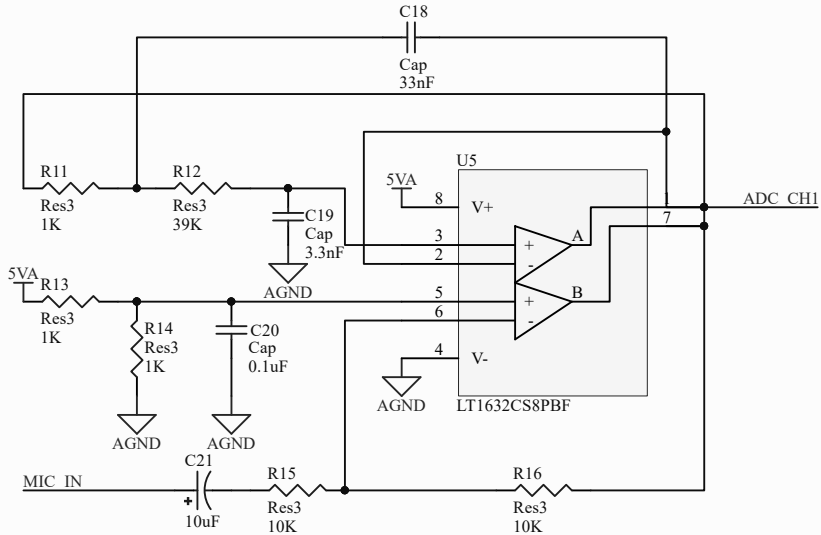 C18
Cap
33nF
R11
Res3
1K
R12
Res3
39K
C19
Cap
3.3nF
AGND
U5
5VA
8
V+
3
2
5
6
4
V-
+
-
A
+
-
B
1
7
ADC_CH1
AGND
LT1632CS8PBF
5VA
R13
Res3
1K
R14
Res3
1K
C20
Cap
0.1uF
AGND
AGND
MIC_IN
C21
+
10uF
R15
Res3
10K
R16
Res3
10K